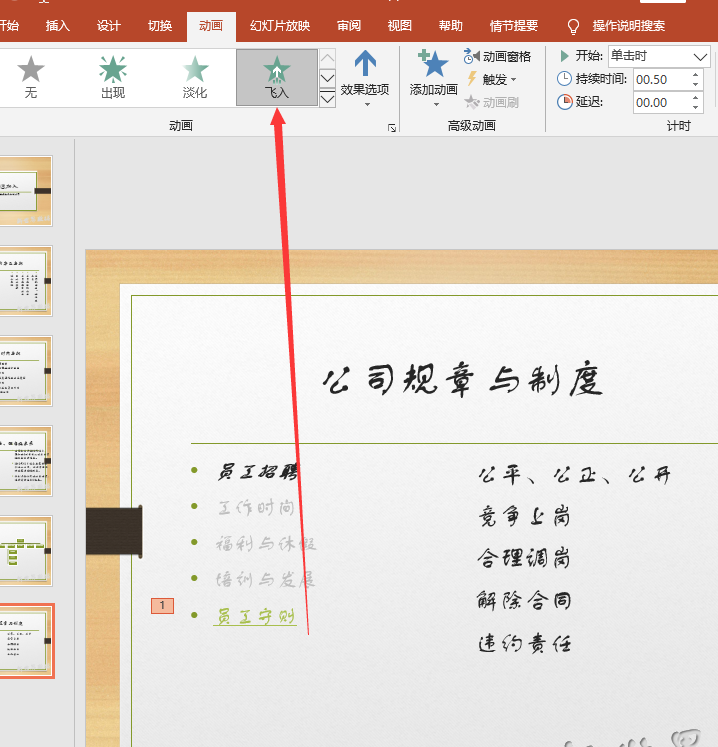 开始 插入 设计 切换 动画 幻灯片放映 审阅 视图 帮助 情节提要 操作说明搜索
无 出现 淡化 飞入 效果选项 添加动画
动画窗格
触发
动画刷
开始: 单击时
持续时间: 00.50
延迟: 00.00
动画 高级动画 计时
公司规章与制度
员工招聘 公平、公正、公开
工作时间 竞争上岗
福利与休假 合理调岗
培训与发展 解除合同
1 员工守则 违约责任